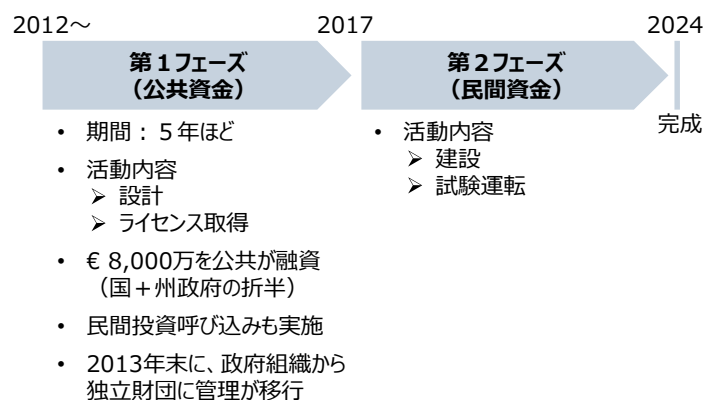 2012～ 2017 2024
第１フェーズ
（公共資金）
第２フェーズ
（民間資金）
完成
• 期間：５年ほど
• 活動内容
➢ 設計
➢ ライセンス取得
• € 8,000万を公共が融資
（国＋州政府の折半）
• 民間投資呼び込みも実施
• 2013年末に、政府組織から
独立財団に管理が移行
• 活動内容
➢ 建設
➢ 試験運転